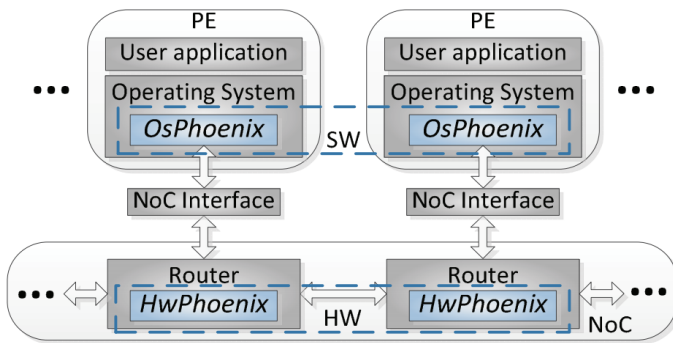 PE PE
User application User application
Operating System Operating System
OsPhoenix OsPhoenix
SW
NoC Interface NoC Interface
Router Router
HwPhoenix HwPhoenix
HW
NoC